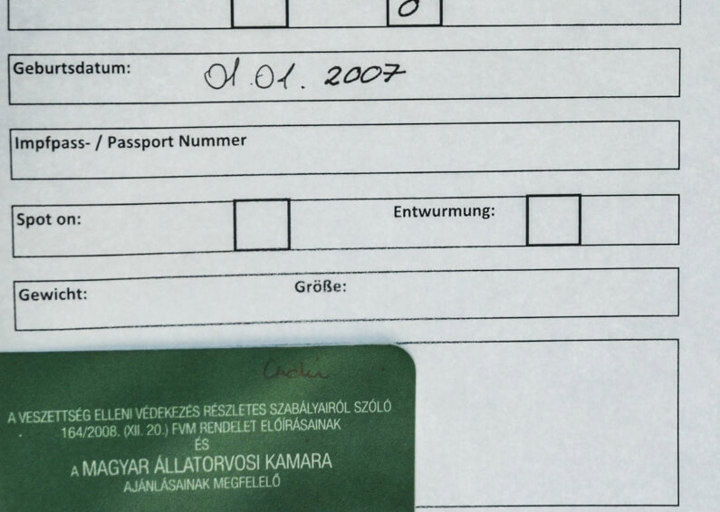 Geburtsdatum: 01.01. 2007
Impfpass- / Passport Nummer
Spot on: Entwurmung:
Gewicht: Größe:
A VESZETTSÉG ELLENI VÉDEKEZÉS RÉSZLETES SZABÁLYAIRÓL SZÓLÓ
164/2008. (XII. 20.) FVM RENDELET ELŐÍRÁSAINAK
ÉS
A MAGYAR ÁLLATORVOSI KAMARA
AJÁNLÁSAINAK MEGFELELŐ